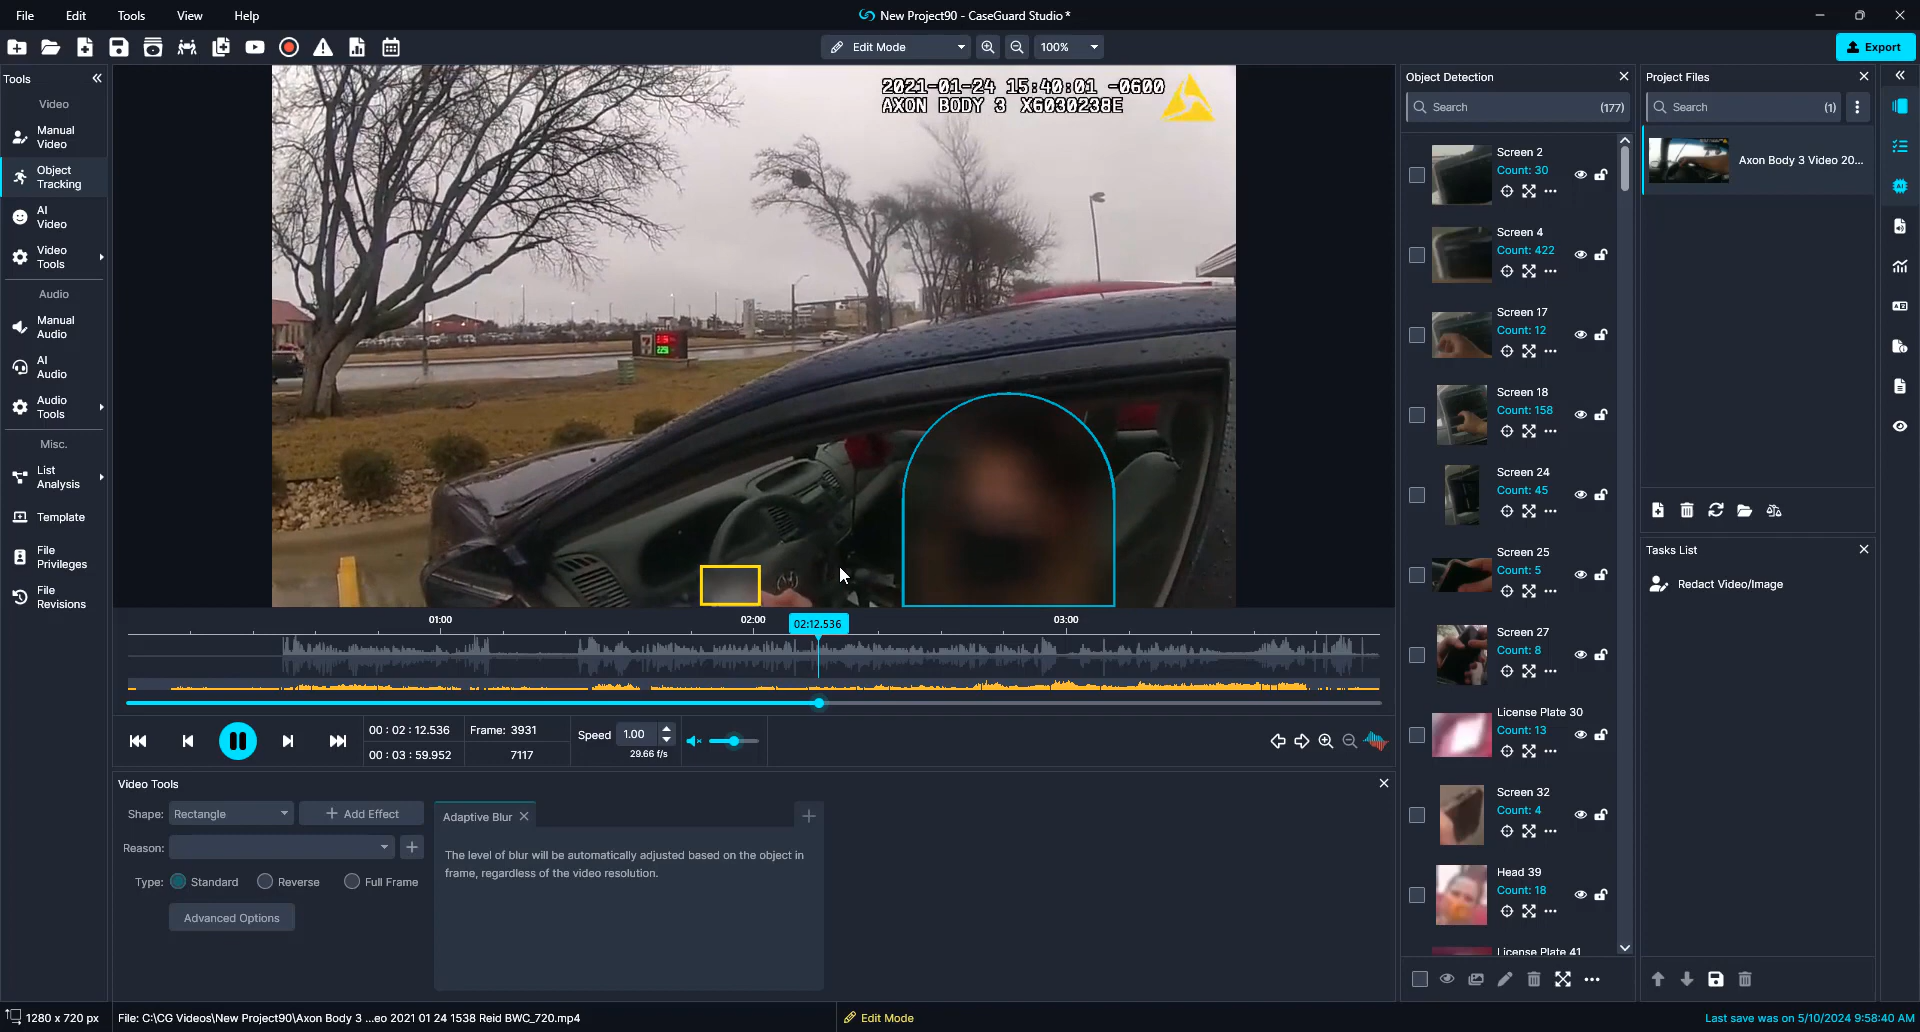 File Edit Tools View Help
New Project90 - CaseGuard Studio*
Edit Mode
100%
Export
Tools
Video
Manual
Video
Object
Tracking
AI
Video
Video
Tools
Audio
Manual
Audio
AI
Audio
Audio
Tools
Misc.
List
Analysis
Template
File
Privileges
File
Revisions
2021-01-24 15:40:01 -0600
AXON BODY 3 X6030238E
01:00 02:00 02:12.536 03:00
00 : 02 : 12.536 Frame: 3931
00 : 03 : 59.952 7117
Speed 1.00
29.66 f/s
Video Tools
Shape: Rectangle
Add Effect
Reason:
Type: Standard Reverse Full Frame
Advanced Options
Adaptive Blur
The level of blur will be automatically adjusted based on the object in
frame, regardless of the video resolution.
Object Detection
Search (177)
Screen 2
Count: 30
Screen 4
Count: 422
Screen 17
Count: 12
Screen 18
Count: 158
Screen 24
Count: 45
Screen 25
Count: 5
Screen 27
Count: 8
License Plate 30
Count: 13
Screen 32
Count: 4
Head 39
Count: 18
License Plate 41
Project Files
Search (1)
Axon Body 3 Video 20...
Tasks List
Redact Video/Image
1280 x 720 px
File: C:\CG Videos\New Project90\Axon Body 3 ...eo 2021 01 24 1538 Reid BWC_720.mp4
Edit Mode
Last save was on 5/10/2024 9:58:40 AM